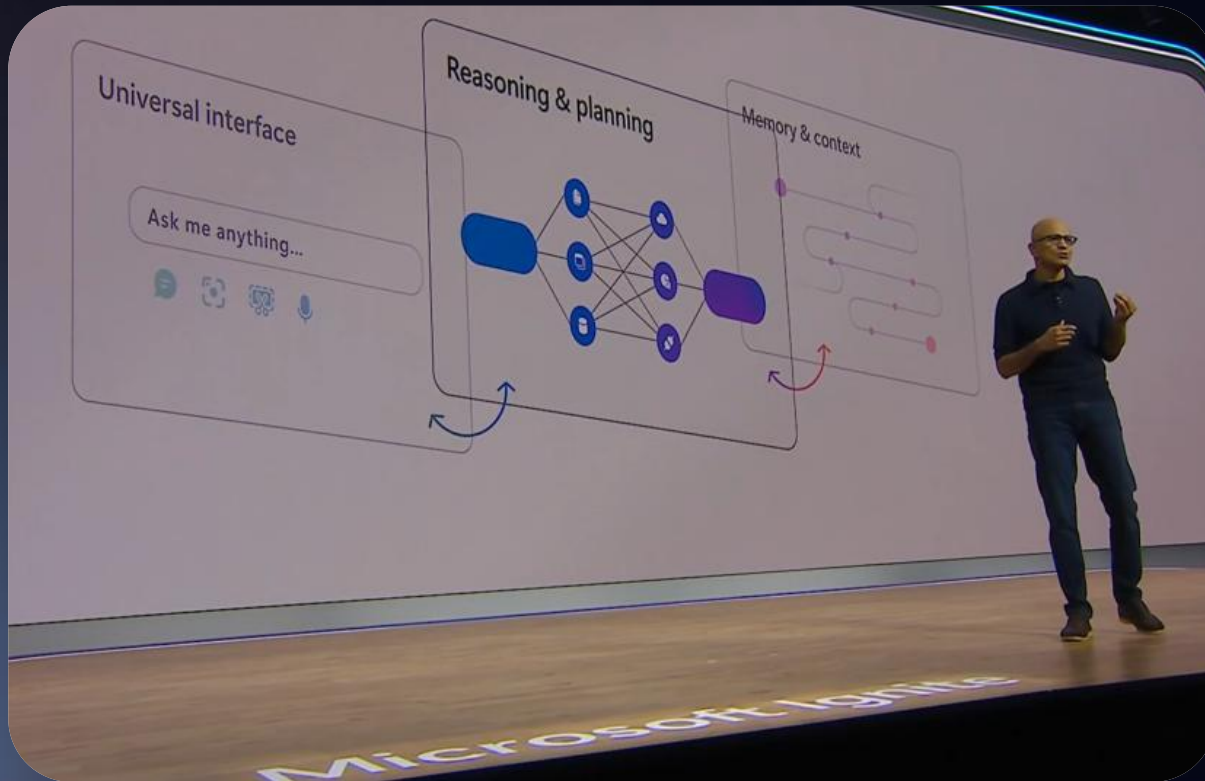 Universal interface
Ask me anything...
Reasoning & planning
Memory & context
Microsoft Ignite